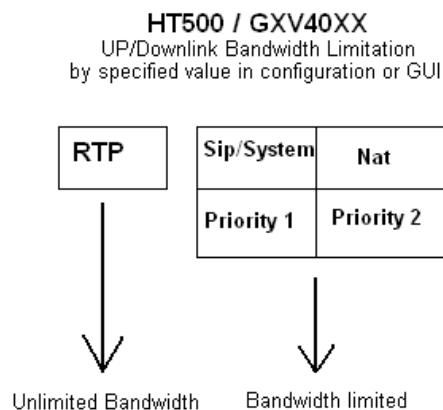 HT500 / GXV40XX
UP/Downlink Bandwidth Limitation
by specified value in configuration or GUI
RTP
Sip/System Nat
Priority 1 Priority 2
Unlimited Bandwidth Bandwidth limited